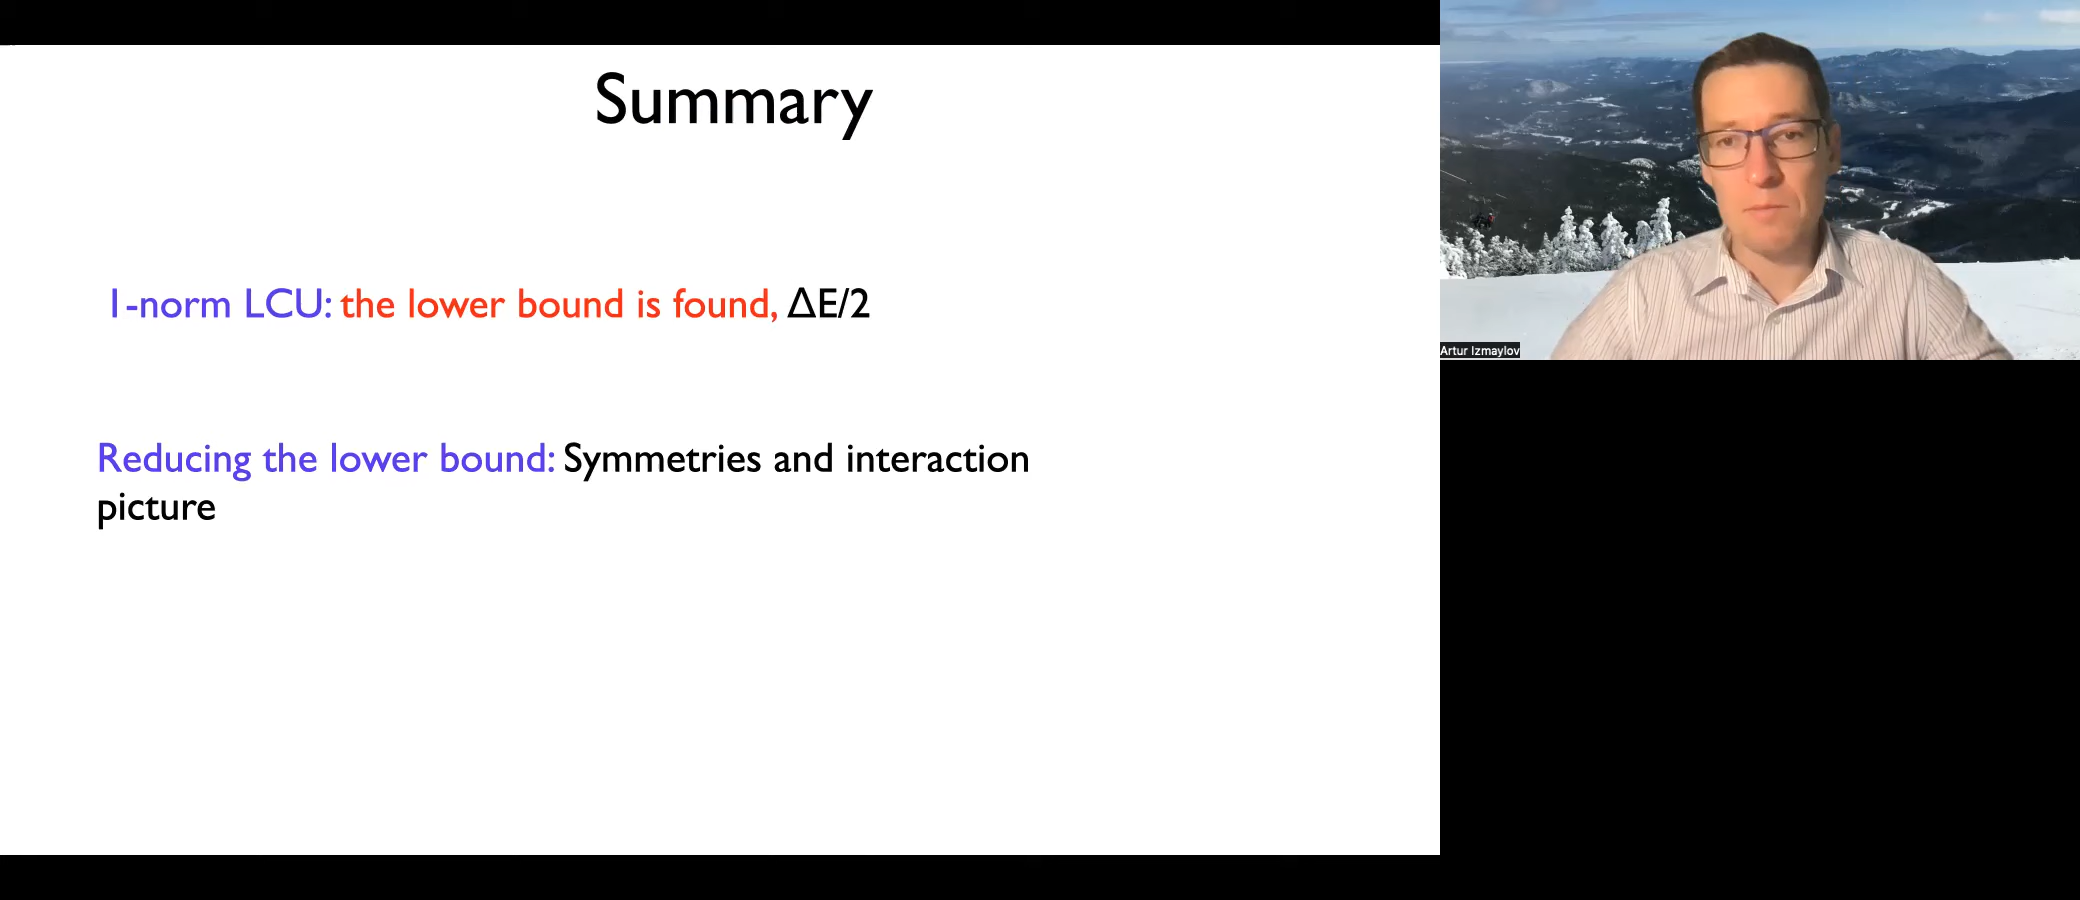 Summary
1-norm LCU: the lower bound is found, ΔE/2
Reducing the lower bound: Symmetries and interaction
picture
Artur Izmaylov